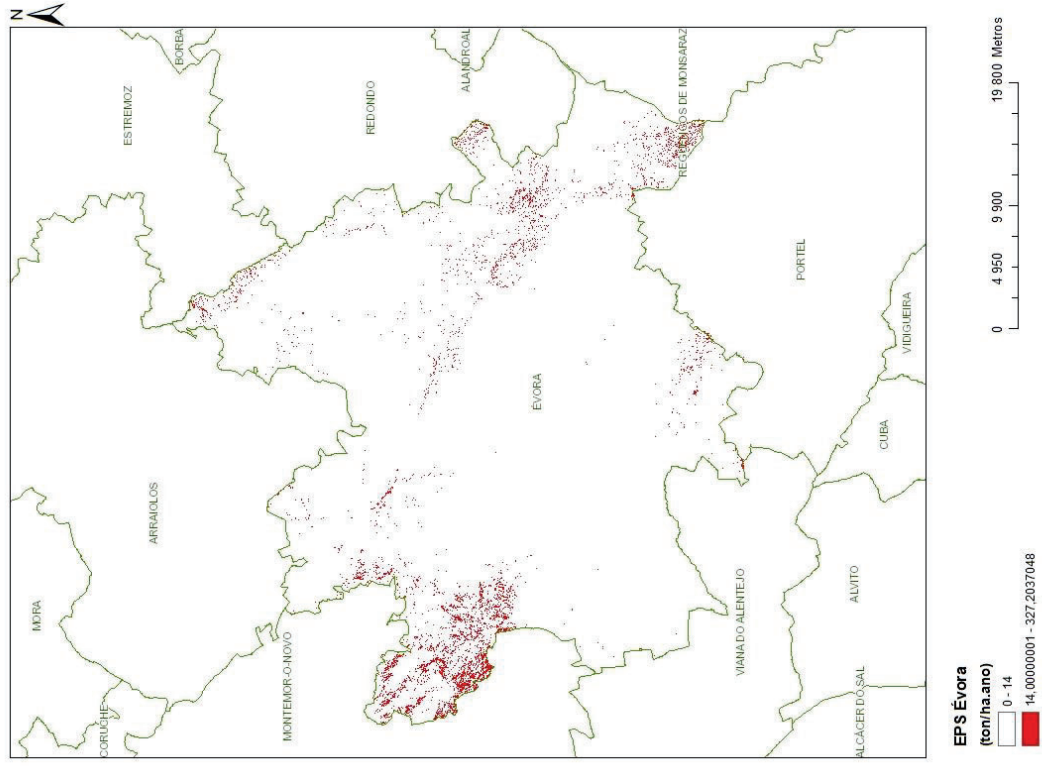 N
BORBA
ESTREMOZ
MORA
ALANDROAL
REDONDO
CORUCHE
ARRAIOLOS
MONTEMOR-O-NOVO
REGUENGOS DE MONSARAZ
ÉVORA
PORTEL
VIANA DO ALENTEJO
VIDIGUEIRA
CUBA
ALVITO
ALCÁCER DO SAL
EPS Évora
(ton/ha.ano)
0 - 14
14,00000001 - 327,2037048
0 4 950 9 900 19 800 Metros